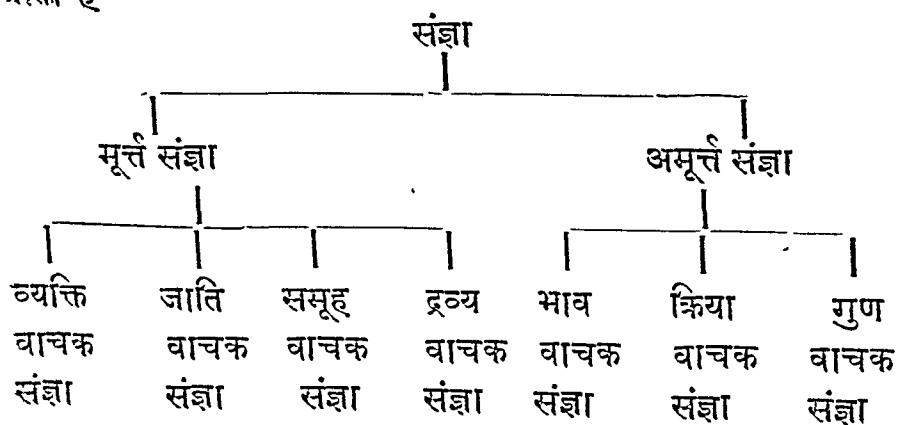 संज्ञा
मूर्त्त संज्ञा अमूर्त्त संज्ञा
व्यक्ति जाति समूह द्रव्य भाव क्रिया गुण
वाचक वाचक वाचक वाचक वाचक वाचक वाचक
संज्ञा संज्ञा संज्ञा संज्ञा संज्ञा संज्ञा संज्ञा